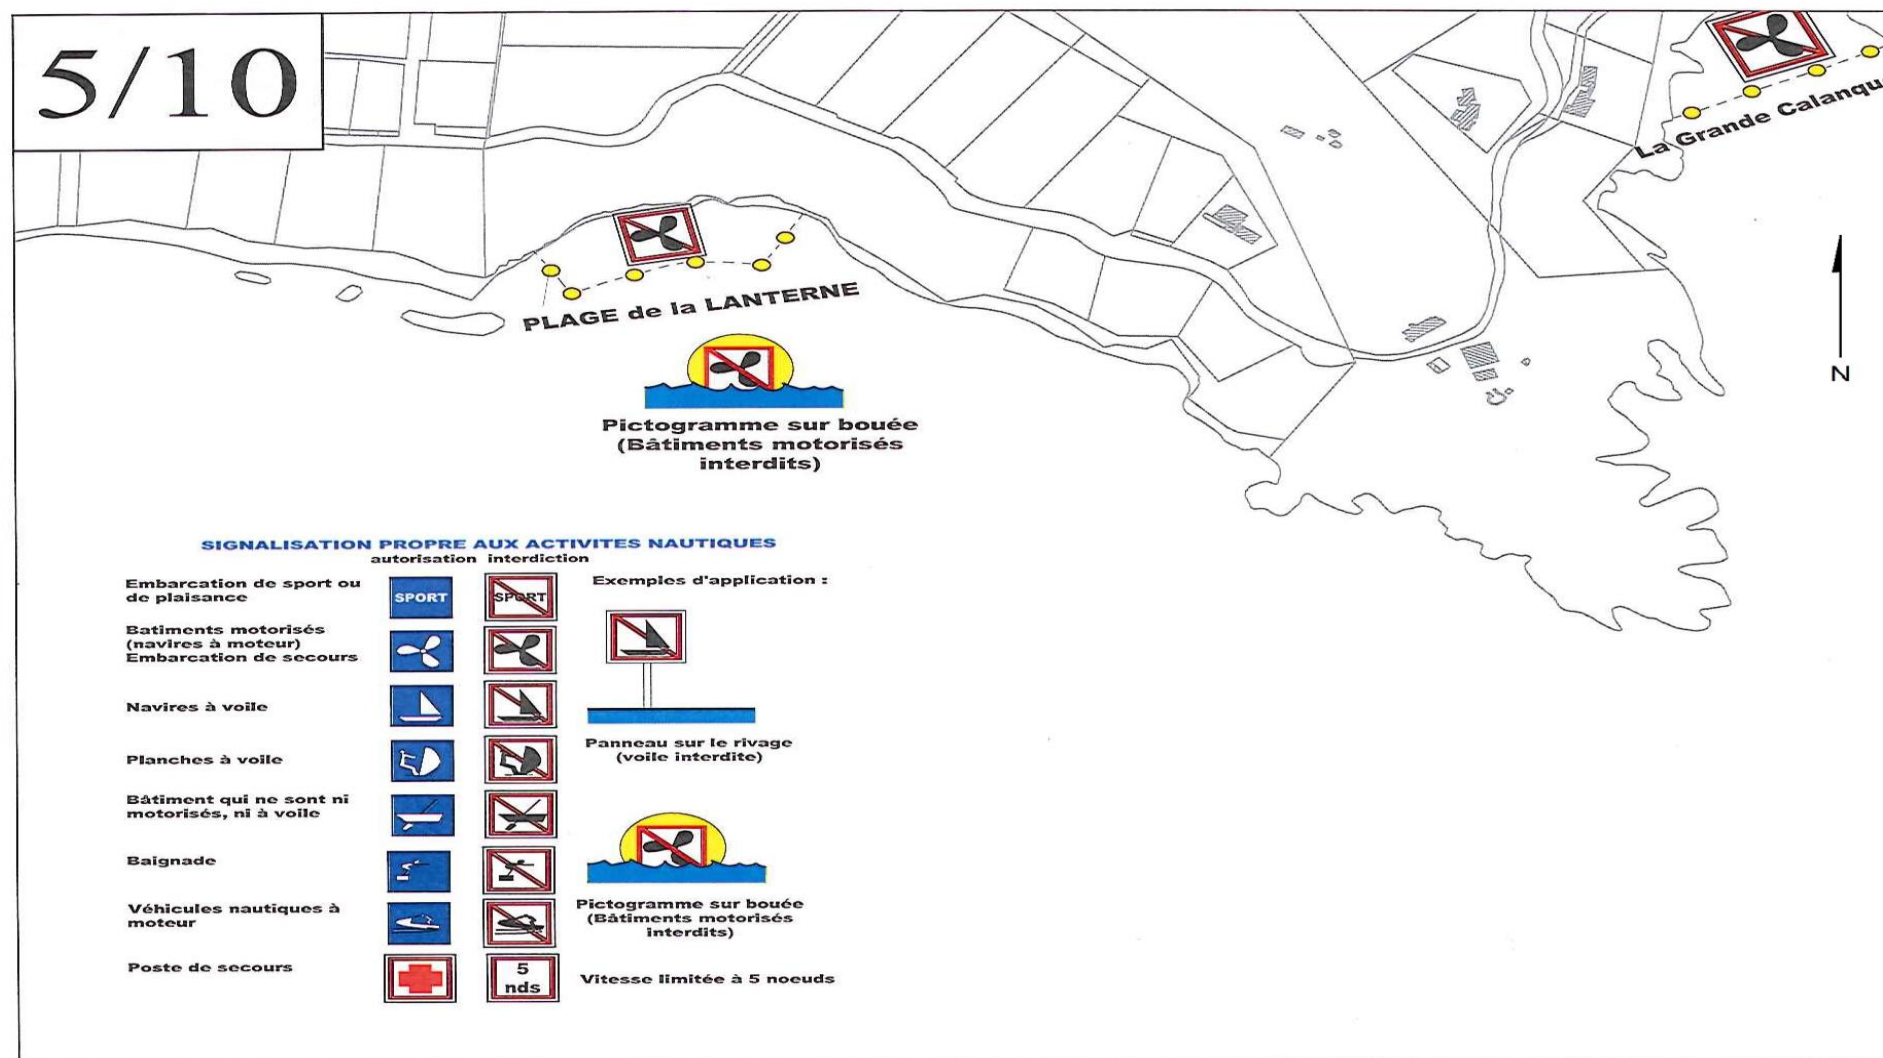 5/10
La Grande Calanqu
PLAGE de la LANTERNE
N
Pictogramme sur bouée
(Bâtiments motorisés
interdits)
SIGNALISATION PROPRE AUX ACTIVITES NAUTIQUES
autorisation interdiction
Embarcation de sport ou
de plaisance
SPORT
SPORT
Exemples d'application :
Batiments motorisés
(navires à moteur)
Embarcation de secours
Navires à voile
Panneau sur le rivage
(voile interdite)
Planches à voile
Bâtiment qui ne sont ni
motorisés, ni à voile
Baignade
Véhicules nautiques à
moteur
Pictogramme sur bouée
(Bâtiments motorisés
interdits)
Poste de secours
5
nds
Vitesse limitée à 5 noeuds